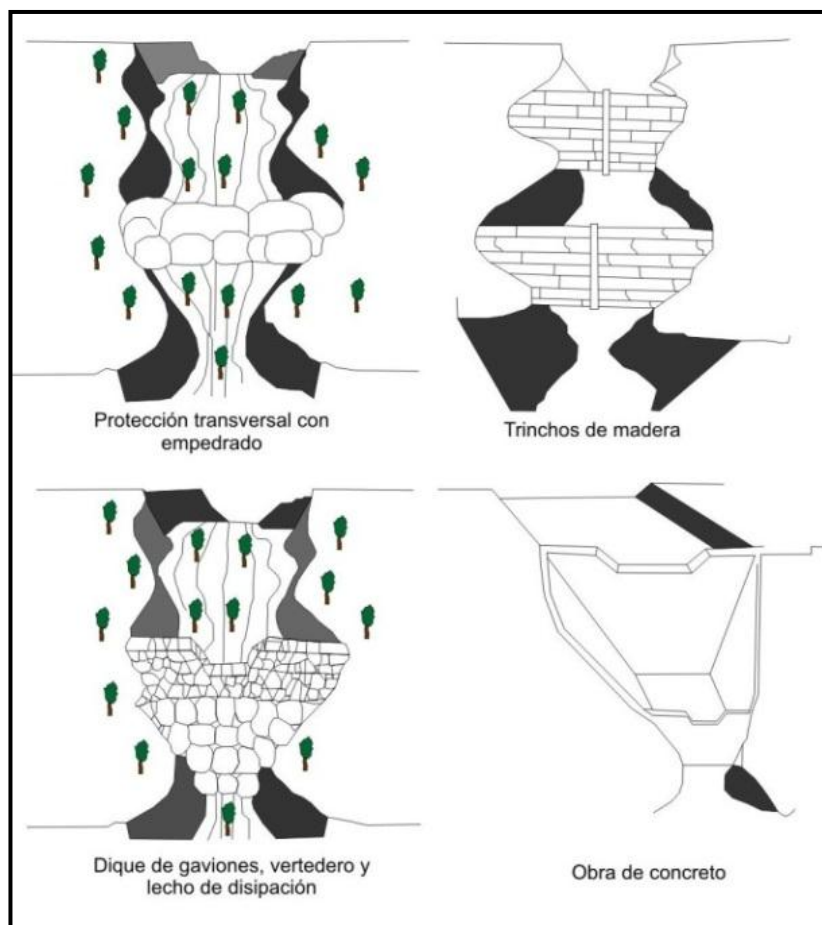 Protección transversal con
empedrado
Trinchos de madera
Dique de gaviones, vertedero y
lecho de disipación
Obra de concreto